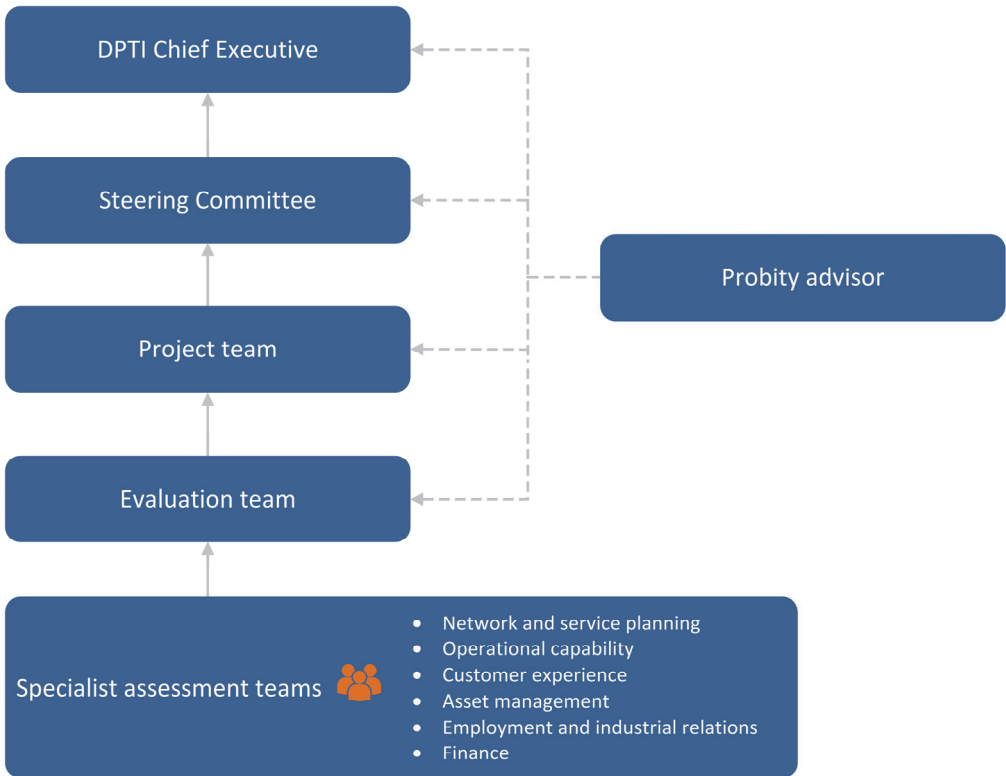 DPTI Chief Executive
Steering Committee
Probity advisor
Project team
Evaluation team
Specialist assessment teams
• Network and service planning
• Operational capability
• Customer experience
• Asset management
• Employment and industrial relations
• Finance